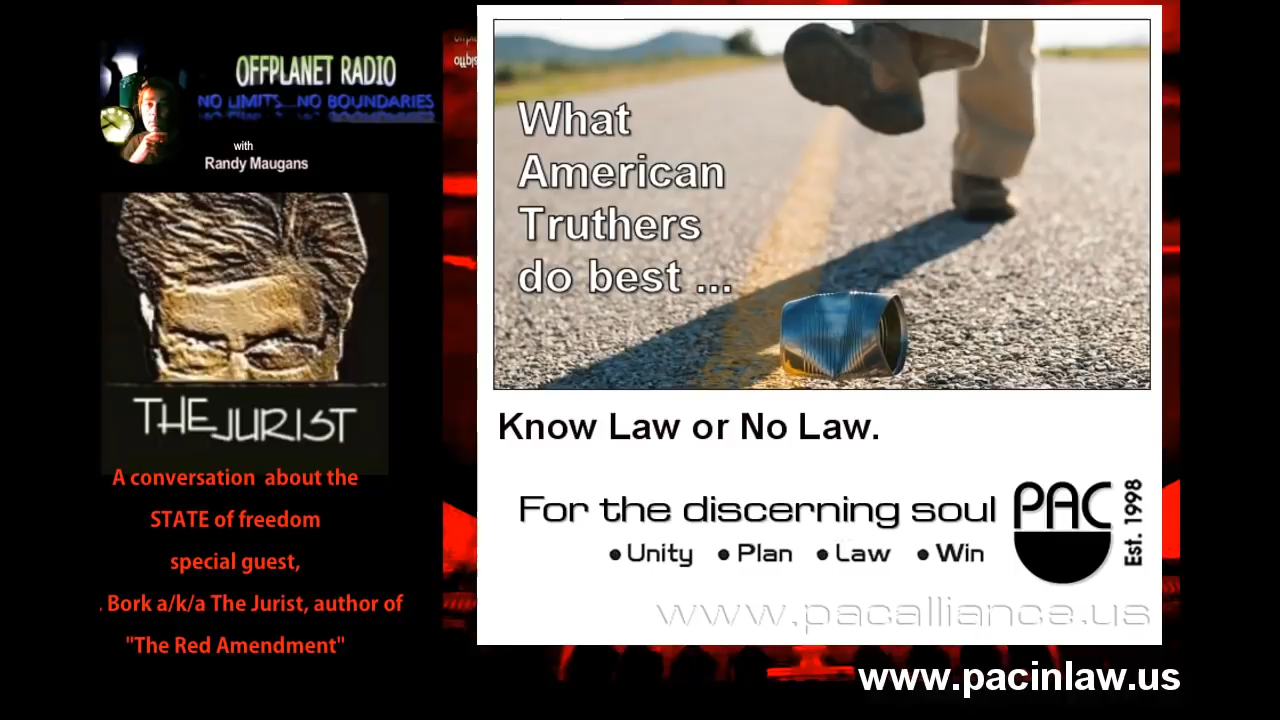 OFFPLANET RADIO
NO LIMITS...NO BOUNDARIES
with
Randy Maugans
THE JURIST
A conversation about the
STATE of freedom
special guest,
. Bork a/k/a The Jurist, author of
"The Red Amendment"
What
American
Truthers
do best ...
Know Law or No Law.
For the discerning soul
•Unity •Plan •Law •Win
PAC
Est. 1998
www.pacalliance.us
www.pacinlaw.us